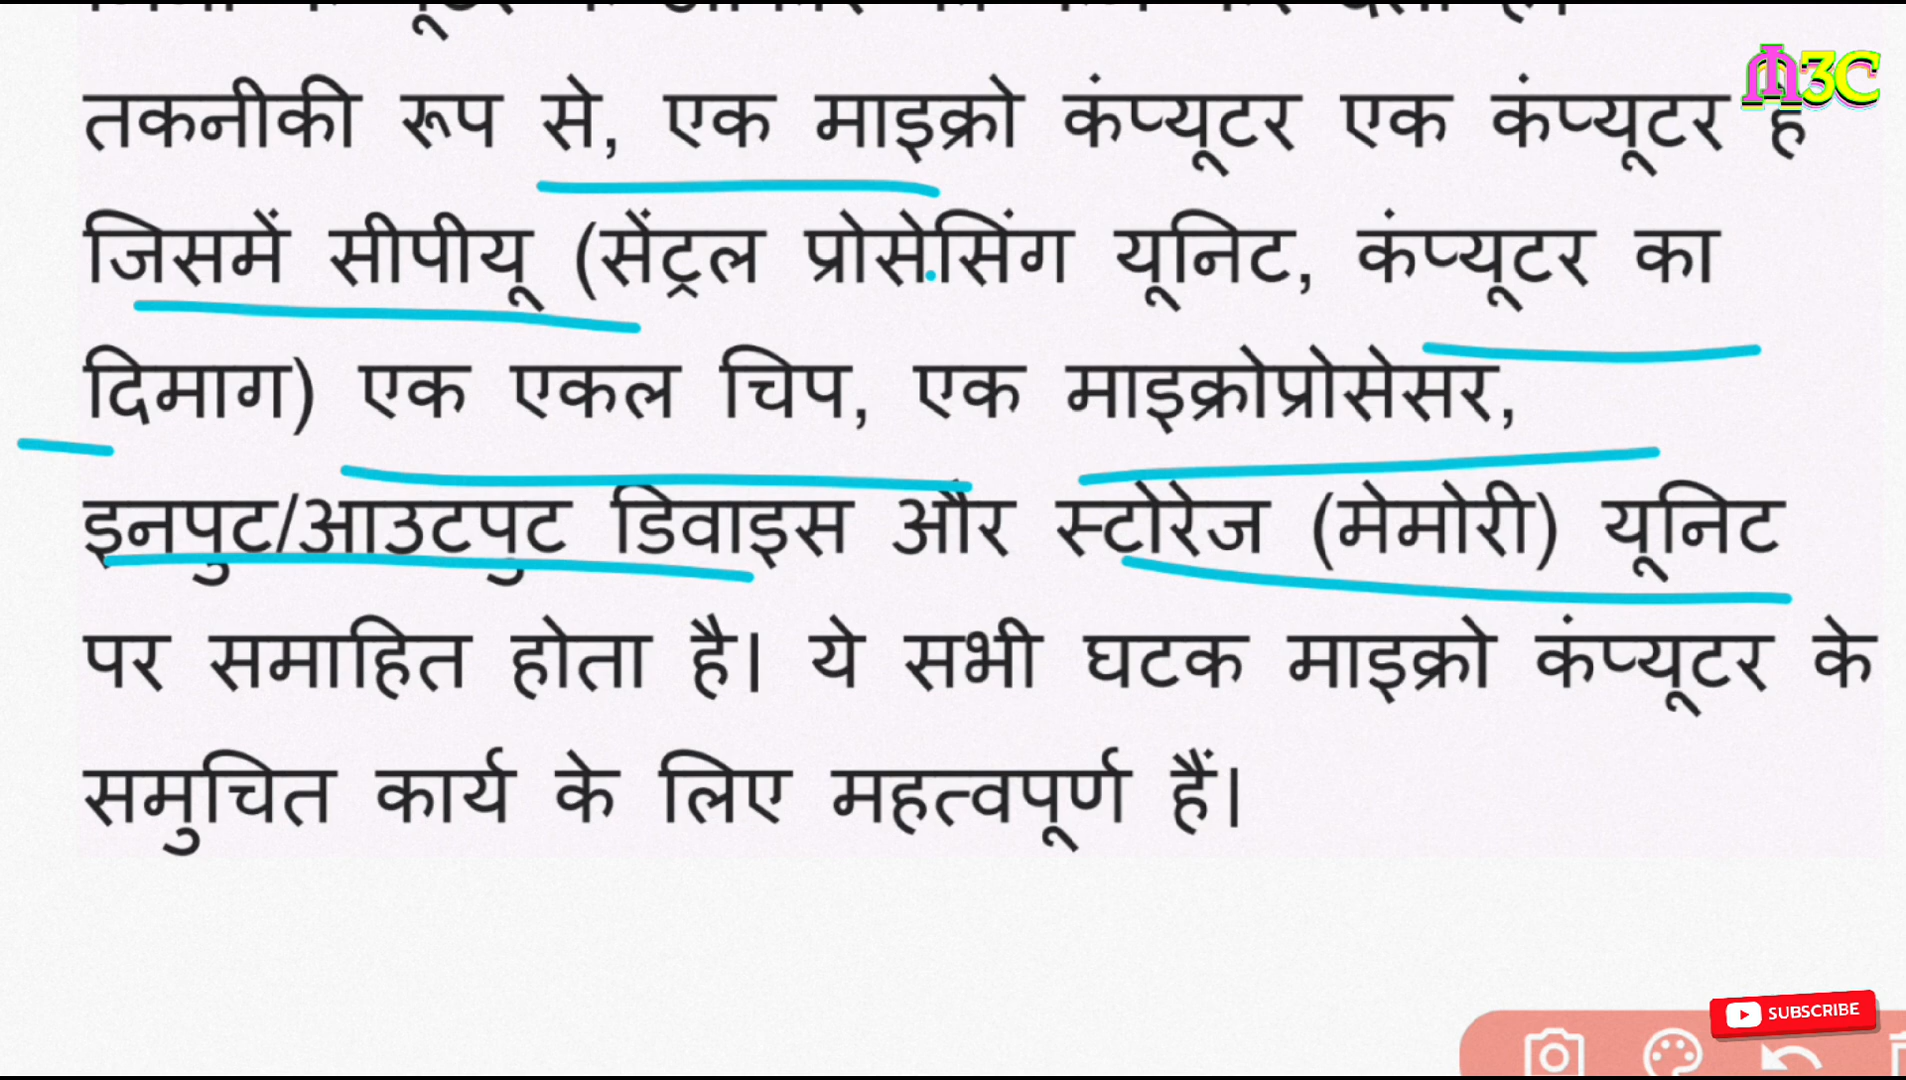 तकनीकी रूप से, एक माइक्रो कंप्यूटर एक कंप्यूटर है
जिसमें सीपीयू (सेंट्रल प्रोसेसिंग यूनिट, कंप्यूटर का
दिमाग) एक एकल चिप, एक माइक्रोप्रोसेसर,
इनपुट/आउटपुट डिवाइस और स्टोरेज (मेमोरी) यूनिट
पर समाहित होता है। ये सभी घटक माइक्रो कंप्यूटर के
समुचित कार्य के लिए महत्वपूर्ण हैं।
M3C
SUBSCRIBE